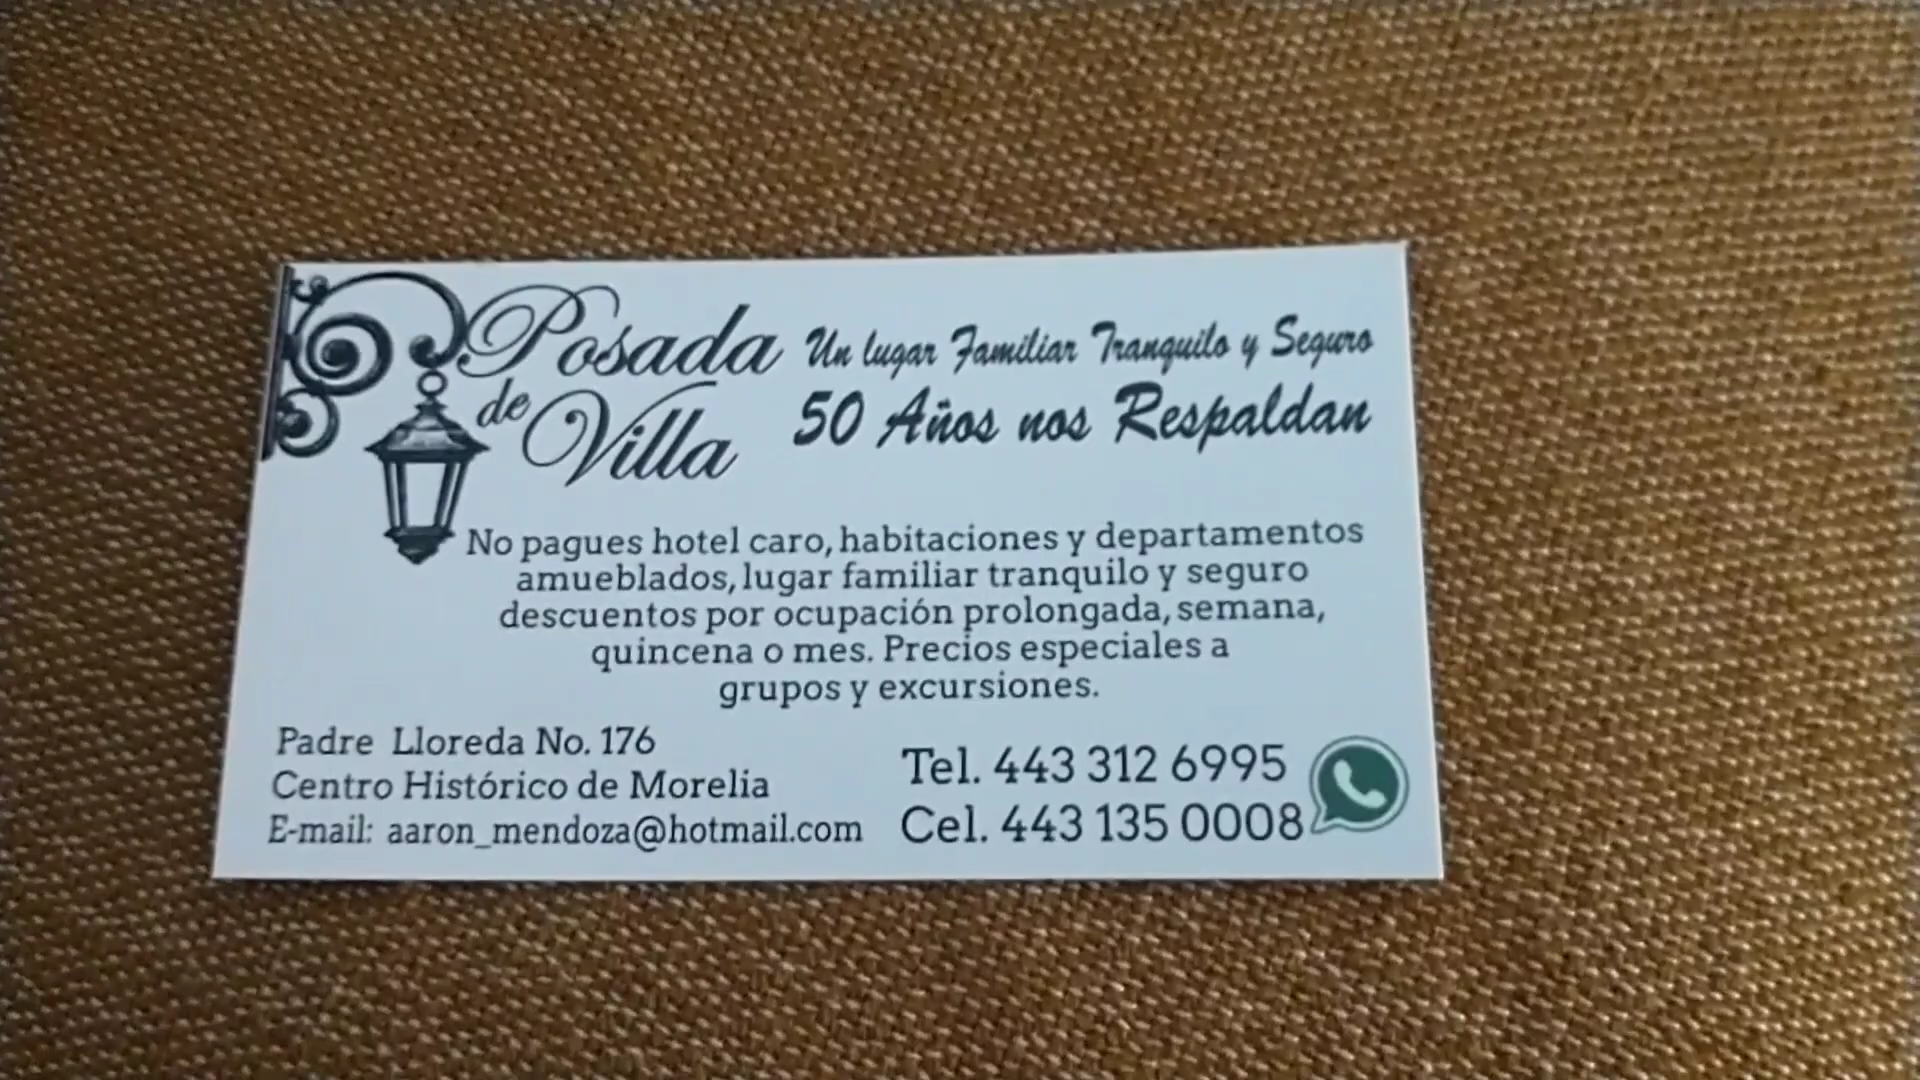 Posada de Villa
Un lugar Familiar Tranquilo y Seguro
50 Años nos Respaldan
No pagues hotel caro, habitaciones y departamentos
amueblados, lugar familiar tranquilo y seguro
descuentos por ocupación prolongada, semana,
quincena o mes. Precios especiales a
grupos y excursiones.
Padre Lloreda No. 176
Centro Histórico de Morelia
E-mail: aaron_mendoza@hotmail.com
Tel. 443 312 6995
Cel. 443 135 0008